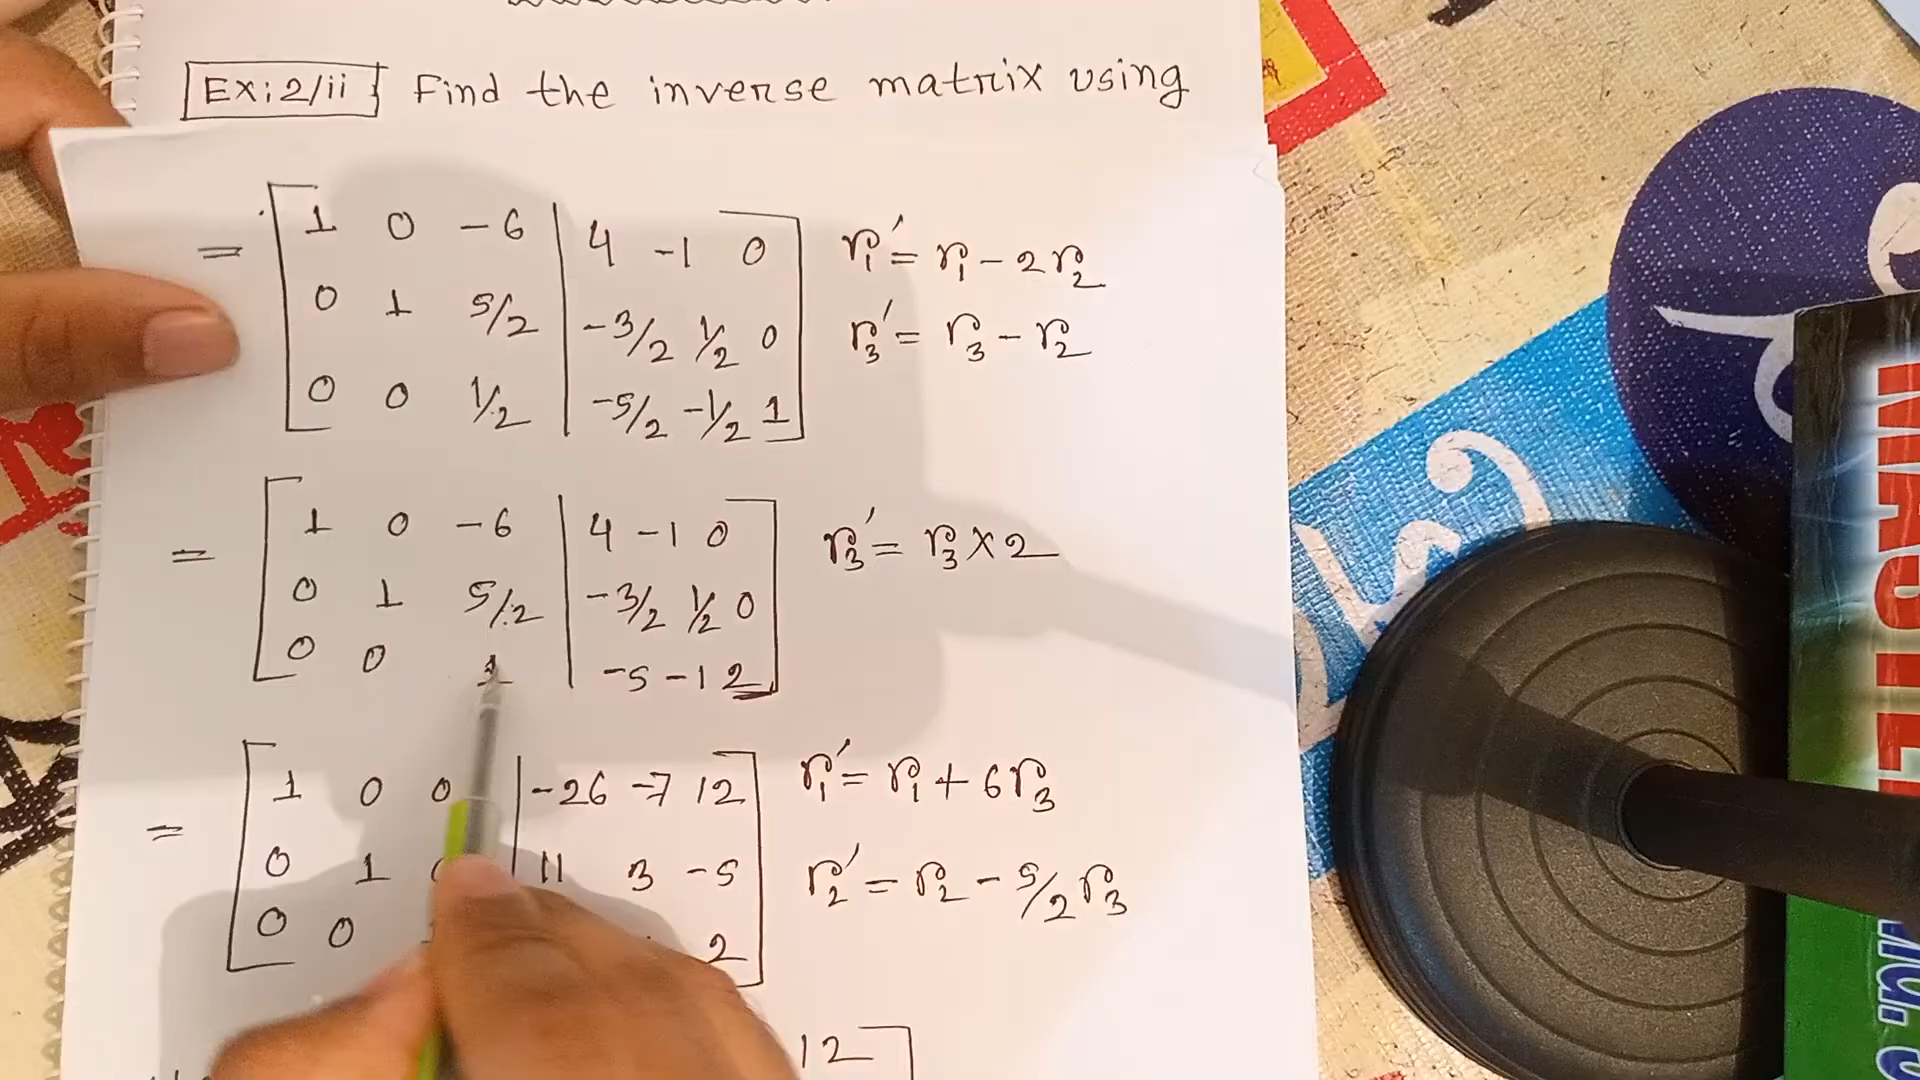 Ex: 2/ii} Find the inverse matrix using
= [1 0 -6 | 4 -1 0] r₁′ = r₁ - 2r₂
0 1 5/2 | -3/2 1/2 0 r₃′ = r₃ - r₂
0 0 1/2 | -5/2 -1/2 1
= [1 0 -6 | 4 -1 0] r₃′ = r₃ × 2
0 1 5/2 | -3/2 1/2 0
0 0 1 | -5 -1 2
= [1 0 0 | -26 -7 12] r₁′ = r₁ + 6r₃
0 1 | 11 3 -5 r₂′ = r₂ - 5/2 r₃
0 0 2
12